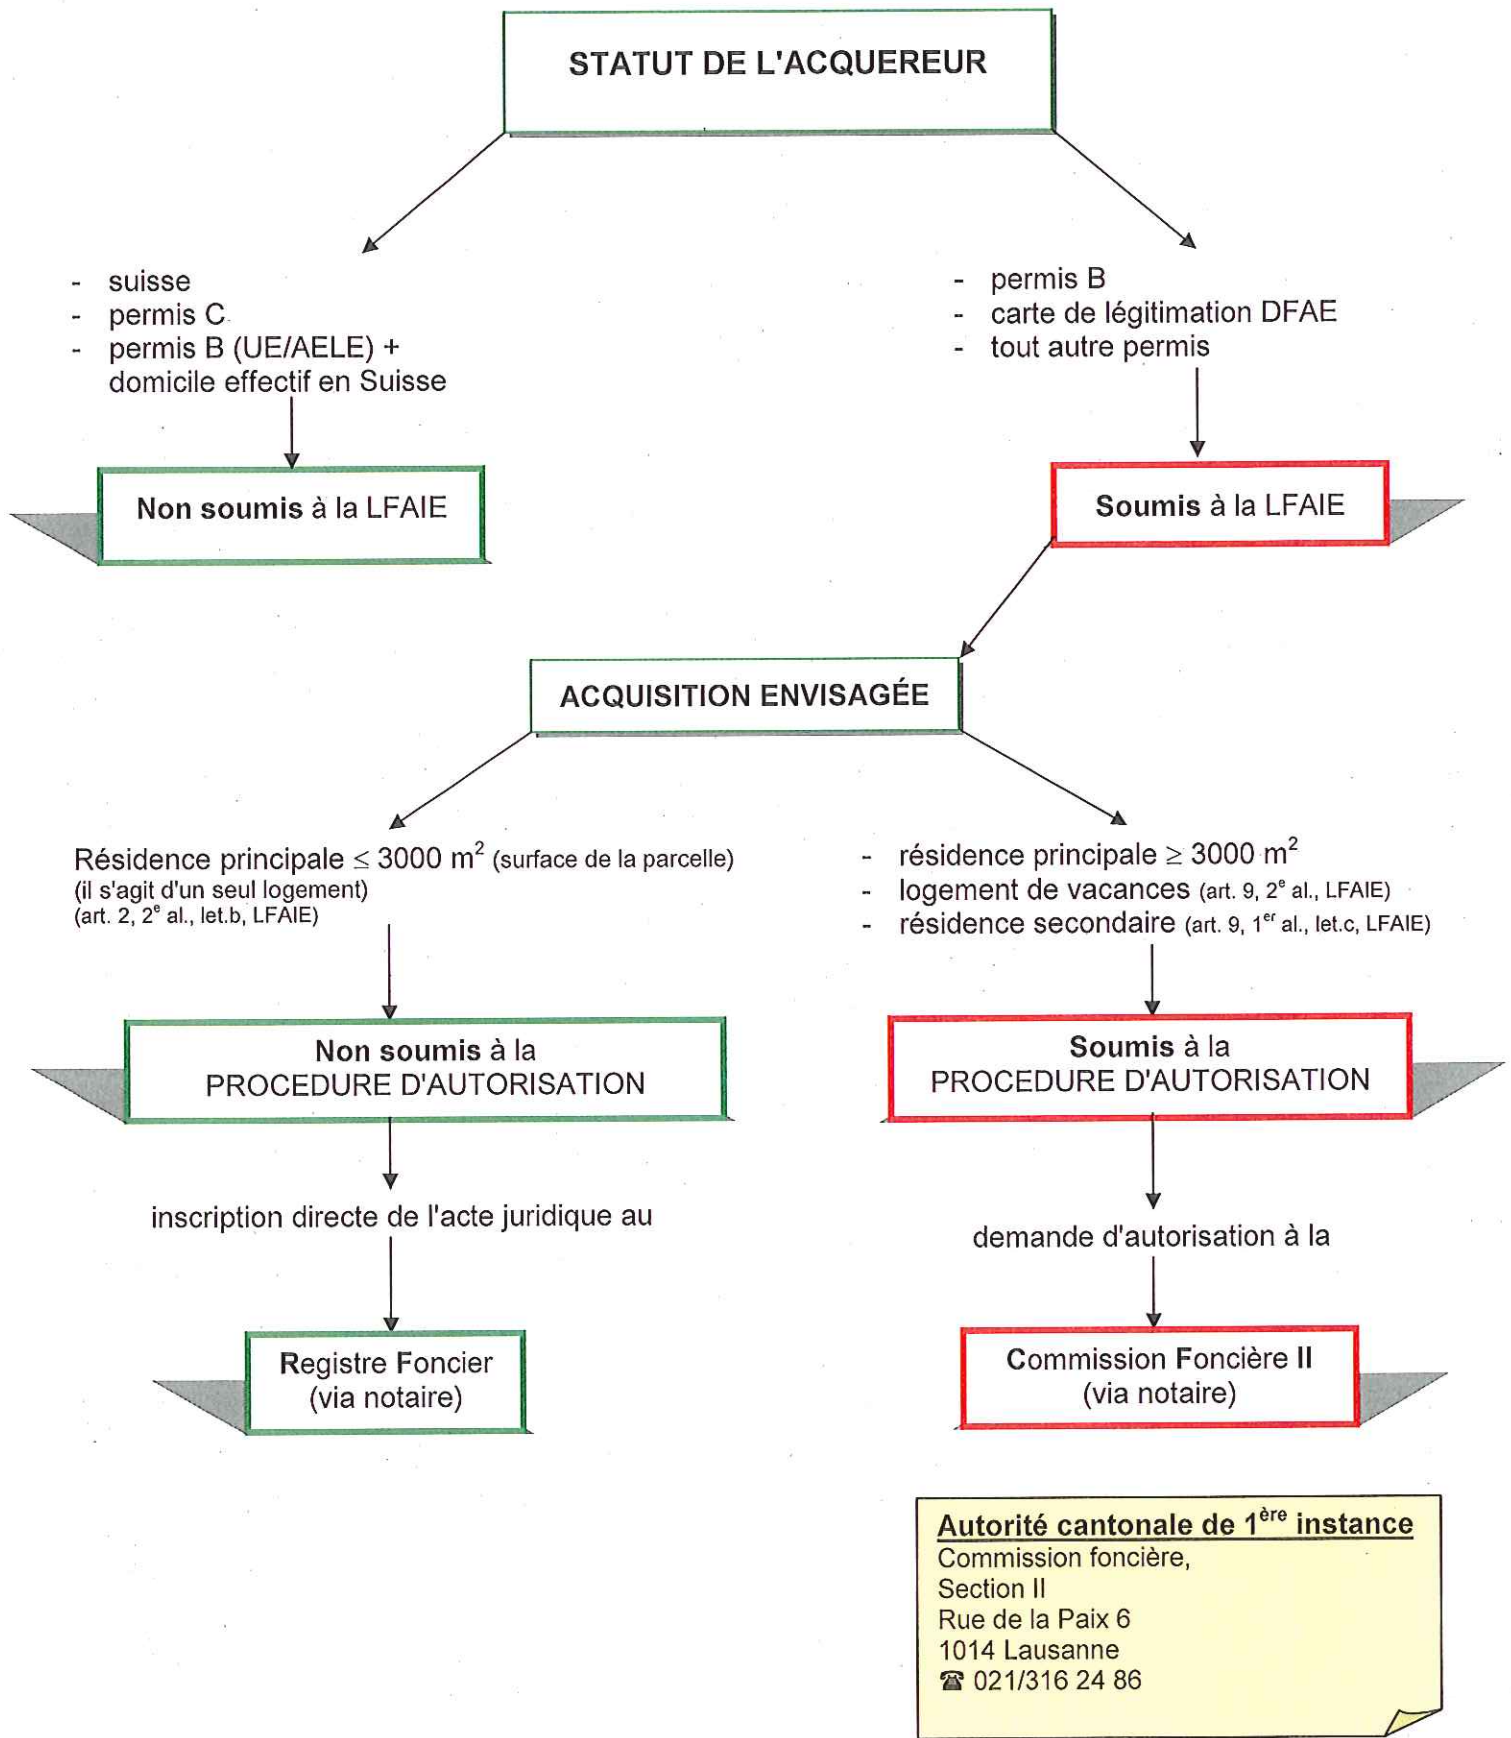 STATUT DE L'ACQUEREUR
- suisse
- permis C
- permis B (UE/AELE) +
domicile effectif en Suisse
- permis B
- carte de légitimation DFAE
- tout autre permis
Non soumis à la LFAIE
Soumis à la LFAIE
ACQUISITION ENVISAGÉE
Résidence principale ≤ 3000 m² (surface de la parcelle)
(il s'agit d'un seul logement)
(art. 2, 2e al., let.b, LFAIE)
- résidence principale ≥ 3000 m²
- logement de vacances (art. 9, 2e al., LFAIE)
- résidence secondaire (art. 9, 1er al., let.c, LFAIE)
Non soumis à la
PROCEDURE D'AUTORISATION
Soumis à la
PROCEDURE D'AUTORISATION
inscription directe de l'acte juridique au
demande d'autorisation à la
Registre Foncier
(via notaire)
Commission Foncière II
(via notaire)
Autorité cantonale de 1ère instance
Commission foncière,
Section II
Rue de la Paix 6
1014 Lausanne
☎ 021/316 24 86